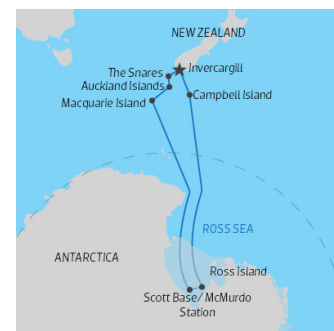 NEW ZEALAND
The Snares
Invercargill
Auckland Islands
Campbell Island
Macquarie Island
ROSS SEA
ANTARCTICA
Ross Island
Scott Base/ McMurdo
Station